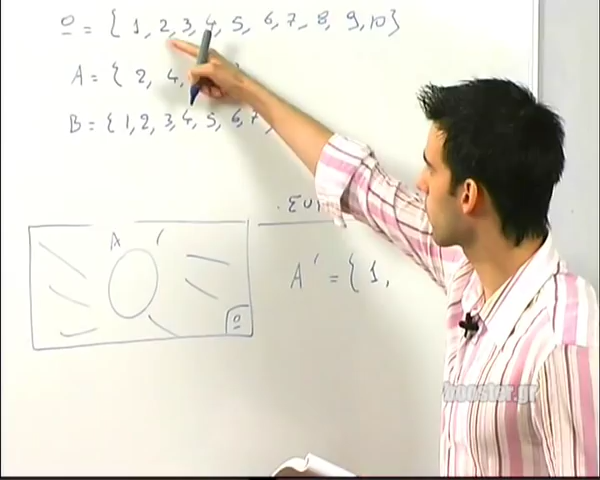 Ω = { 1, 2, 3, 4, 5, 6, 7, 8, 9, 10 }
A = { 2, 4,
B = { 1, 2, 3, 4, 5, 6, 7,
A ′
Ω
A′ = { 1,
booster.gr